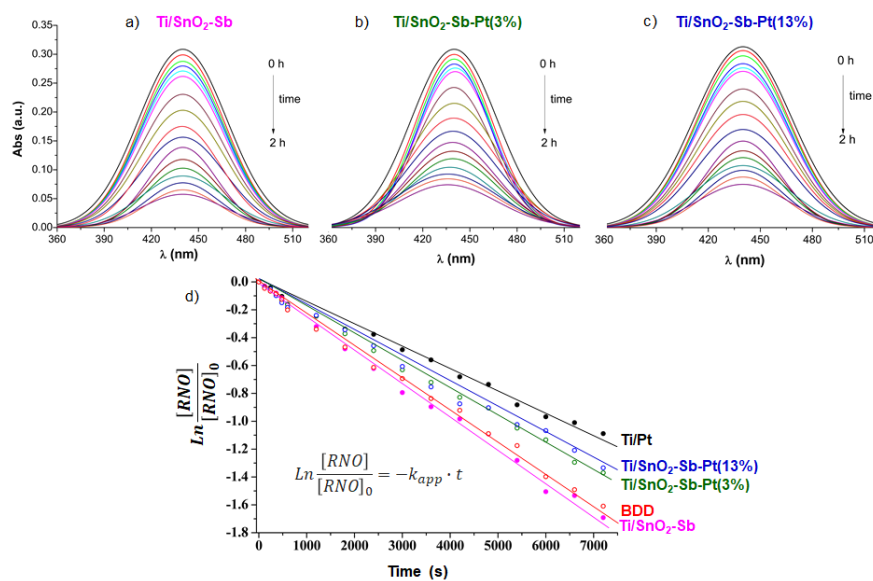 a) Ti/SnO₂-Sb
b) Ti/SnO₂-Sb-Pt(3%)
c) Ti/SnO₂-Sb-Pt(13%)
Abs (a.u.)
0.35
0.30
0.25
0.20
0.15
0.10
0.05
0.00
0 h
time
2 h
0 h
time
2 h
0 h
time
2 h
360 390 420 450 480 510
360 390 420 450 480 510
360 390 420 450 480 510
λ (nm)
λ (nm)
λ (nm)
d)
Ln [RNO]/[RNO]₀
0.0
-0.2
-0.4
-0.6
-0.8
-1.0
-1.2
-1.4
-1.6
-1.8
Ti/Pt
Ti/SnO₂-Sb-Pt(13%)
Ti/SnO₂-Sb-Pt(3%)
BDD
Ti/SnO₂-Sb
Ln [RNO]/[RNO]₀ = −k_app · t
0 1000 2000 3000 4000 5000 6000 7000
Time (s)